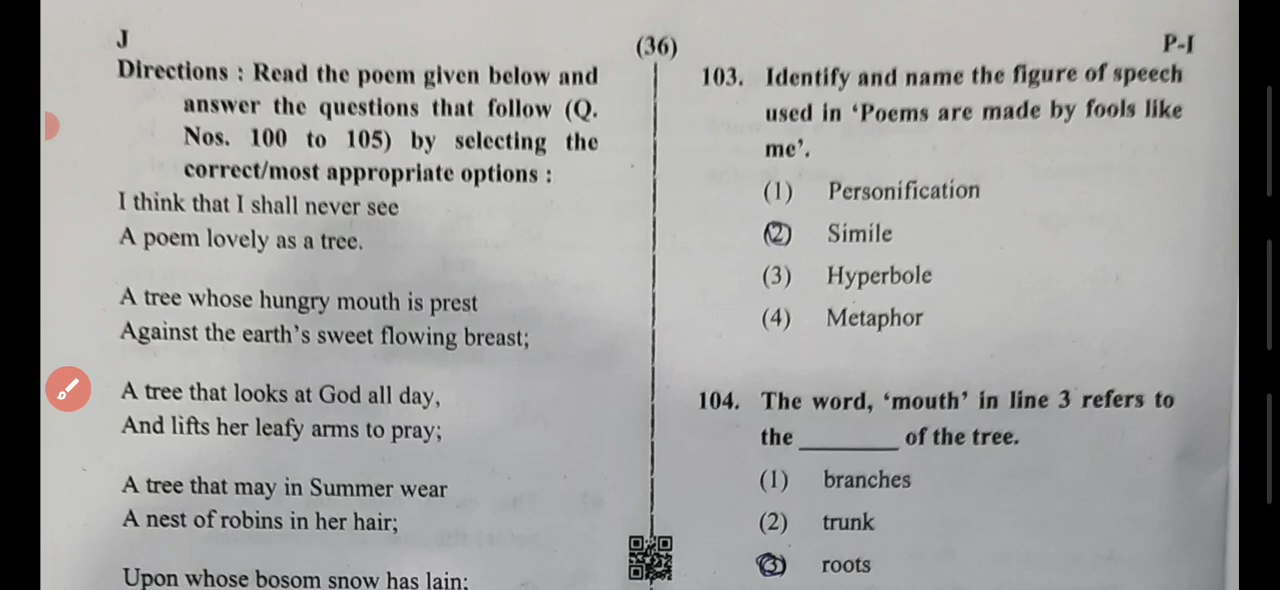 J
(36)
P-I
Directions : Read the poem given below and
answer the questions that follow (Q.
Nos. 100 to 105) by selecting the
correct/most appropriate options :
I think that I shall never see
A poem lovely as a tree.
A tree whose hungry mouth is prest
Against the earth's sweet flowing breast;
A tree that looks at God all day,
And lifts her leafy arms to pray;
A tree that may in Summer wear
A nest of robins in her hair;
Upon whose bosom snow has lain;
103. Identify and name the figure of speech
used in 'Poems are made by fools like
me'.
(1) Personification
(2) Simile
(3) Hyperbole
(4) Metaphor
104. The word, 'mouth' in line 3 refers to
the ________ of the tree.
(1) branches
(2) trunk
(3) roots